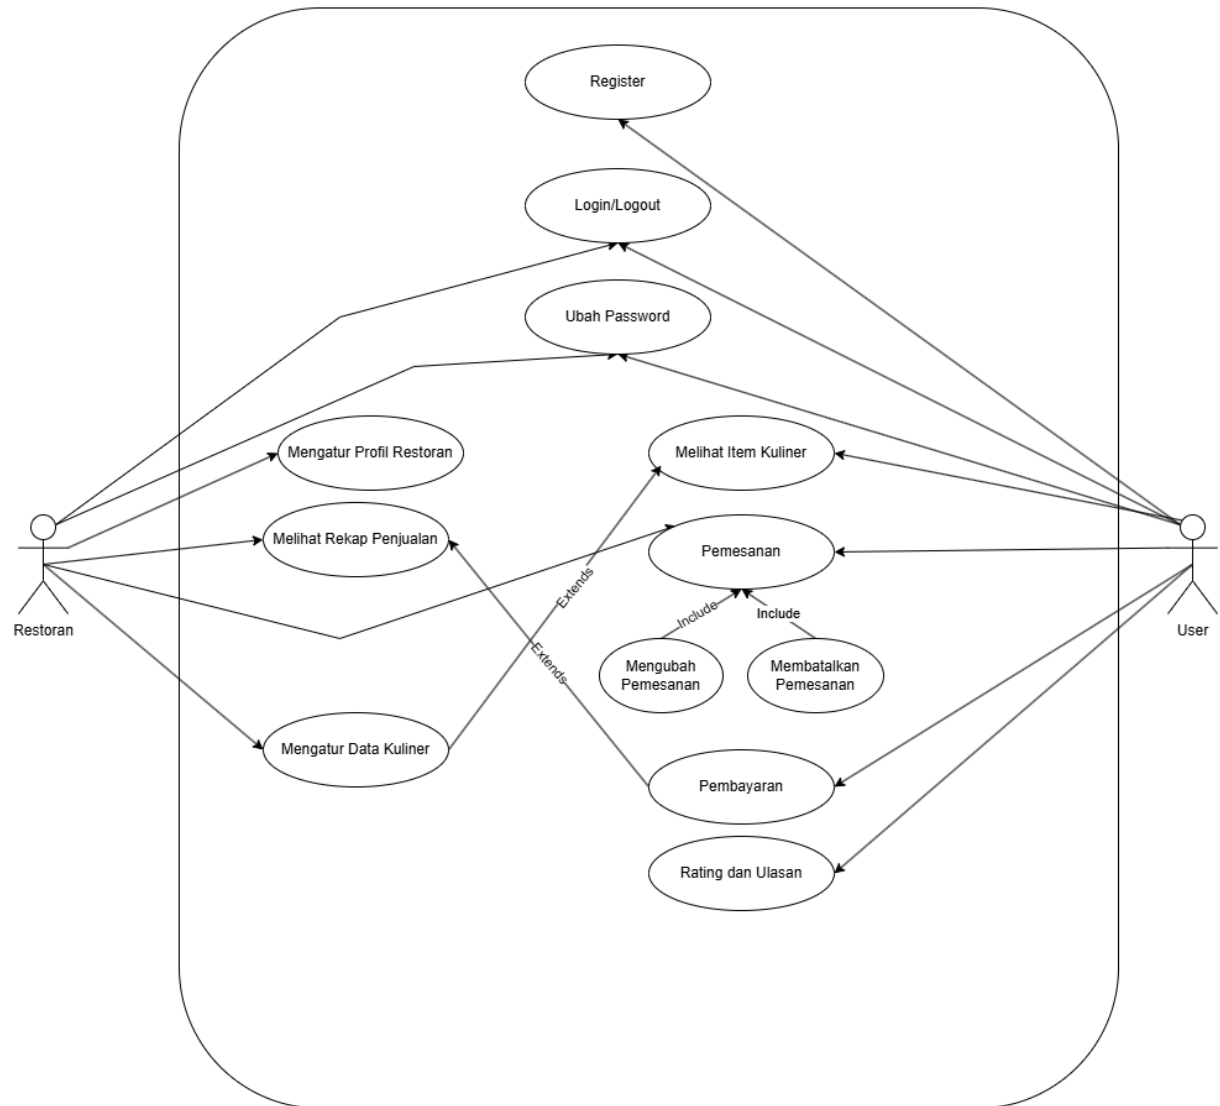 Register
Login/Logout
Ubah Password
Mengatur Profil Restoran
Melihat Item Kuliner
Melihat Rekap Penjualan
Pemesanan
Extends
Include
Include
Restoran
User
Extends
Mengubah
Pemesanan
Membatalkan
Pemesanan
Mengatur Data Kuliner
Pembayaran
Rating dan Ulasan